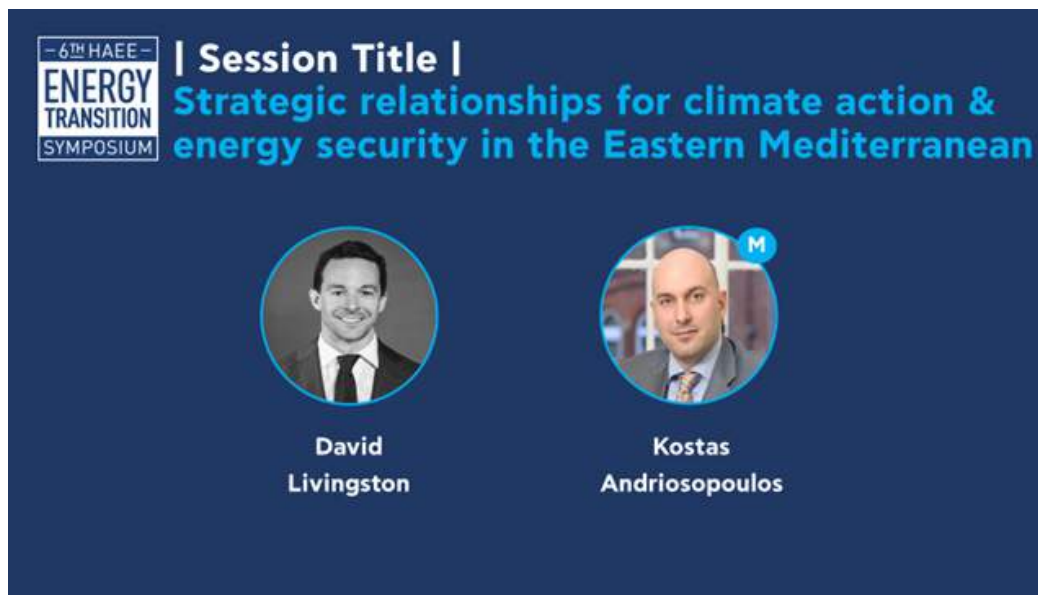 –6TH HAEE–
ENERGY
TRANSITION
SYMPOSIUM
| Session Title |
Strategic relationships for climate action &
energy security in the Eastern Mediterranean
M
David
Livingston
Kostas
Andriosopoulos